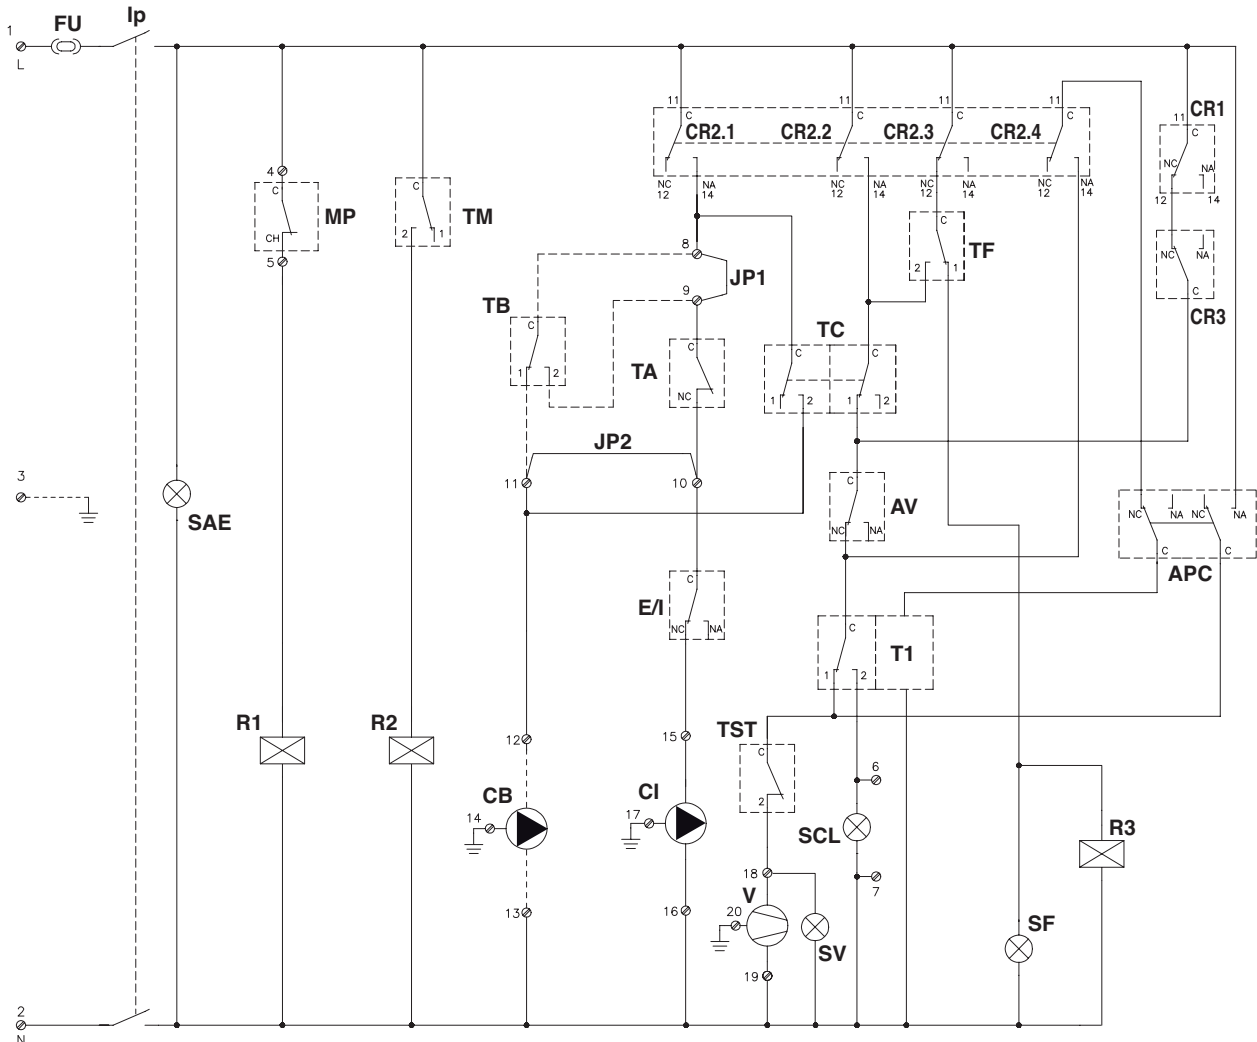 1
FU
Ip
L
11
11
11
11
C
C
C
C
CR2.1
CR2.2
CR2.3
CR2.4
NC
12
NA
14
NC
12
NA
14
NC
12
NA
14
NC
12
NA
14
11
CR1
C
NC
NA
12
14
4
C
MP
CH
5
C
TM
2
1
C
TF
2
1
NC
NA
C
CR3
8
JP1
9
TB
C
1
2
C
TA
NC
TC
C
C
1
2
1
2
JP2
11
10
3
SAE
C
AV
NC
NA
NC
NA
NC
NA
C
C
APC
C
E/I
NC
NA
C
T1
1
2
R1
R2
12
15
TST
C
2
6
CB
14
CI
17
SCL
7
R3
18
V
20
SV
SF
13
16
19
2
N